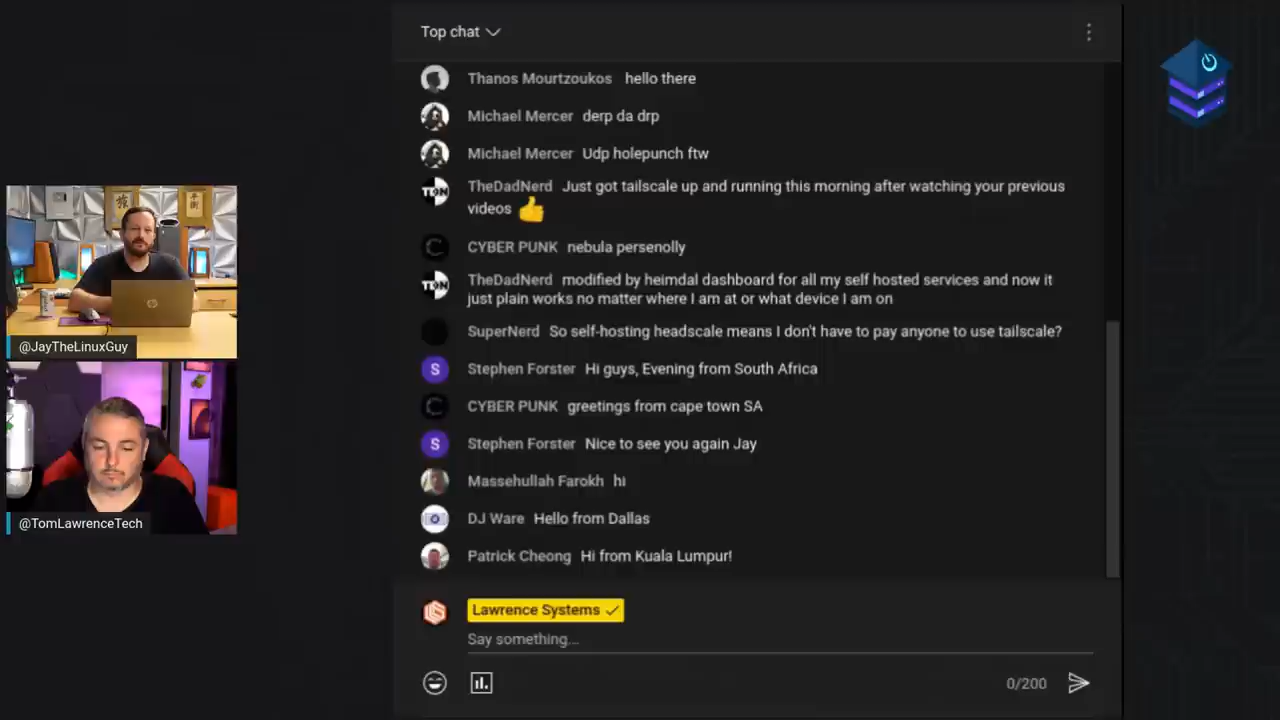 Top chat
Thanos Mourtzoukos hello there
Michael Mercer derp da drp
Michael Mercer Udp holepunch ftw
TheDadNerd Just got tailscale up and running this morning after watching your previous
videos 👍
CYBER PUNK nebula persenolly
TheDadNerd modified by heimdal dashboard for all my self hosted services and now it
just plain works no matter where I am at or what device I am on
SuperNerd So self-hosting headscale means I don't have to pay anyone to use tailscale?
Stephen Forster Hi guys, Evening from South Africa
CYBER PUNK greetings from cape town SA
Stephen Forster Nice to see you again Jay
Massehullah Farokh hi
DJ Ware Hello from Dallas
Patrick Cheong Hi from Kuala Lumpur!
Lawrence Systems
Say something...
0/200
@JayTheLinuxGuy
@TomLawrenceTech